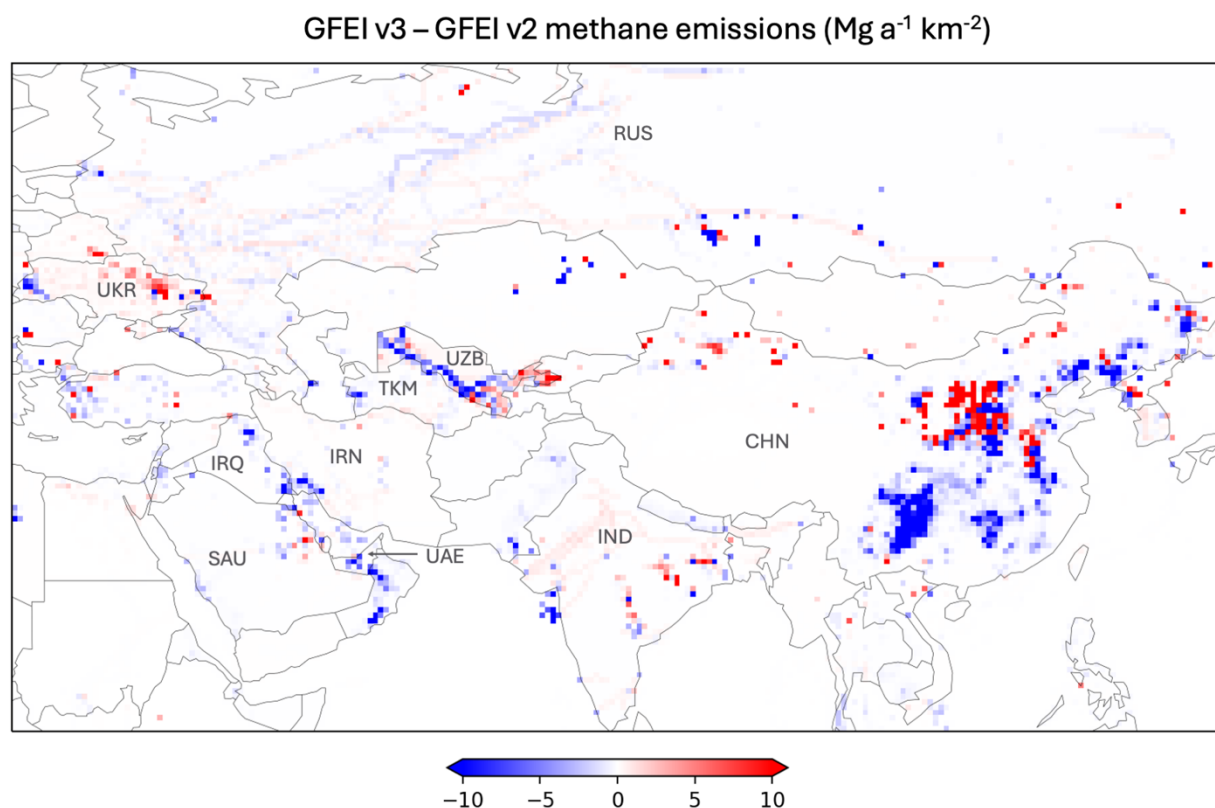 GFEI v3 – GFEI v2 methane emissions (Mg a⁻¹ km⁻²)
RUS
UKR
UZB
TKM
CHN
IRQ
IRN
IND
SAU
UAE
−10 −5 0 5 10